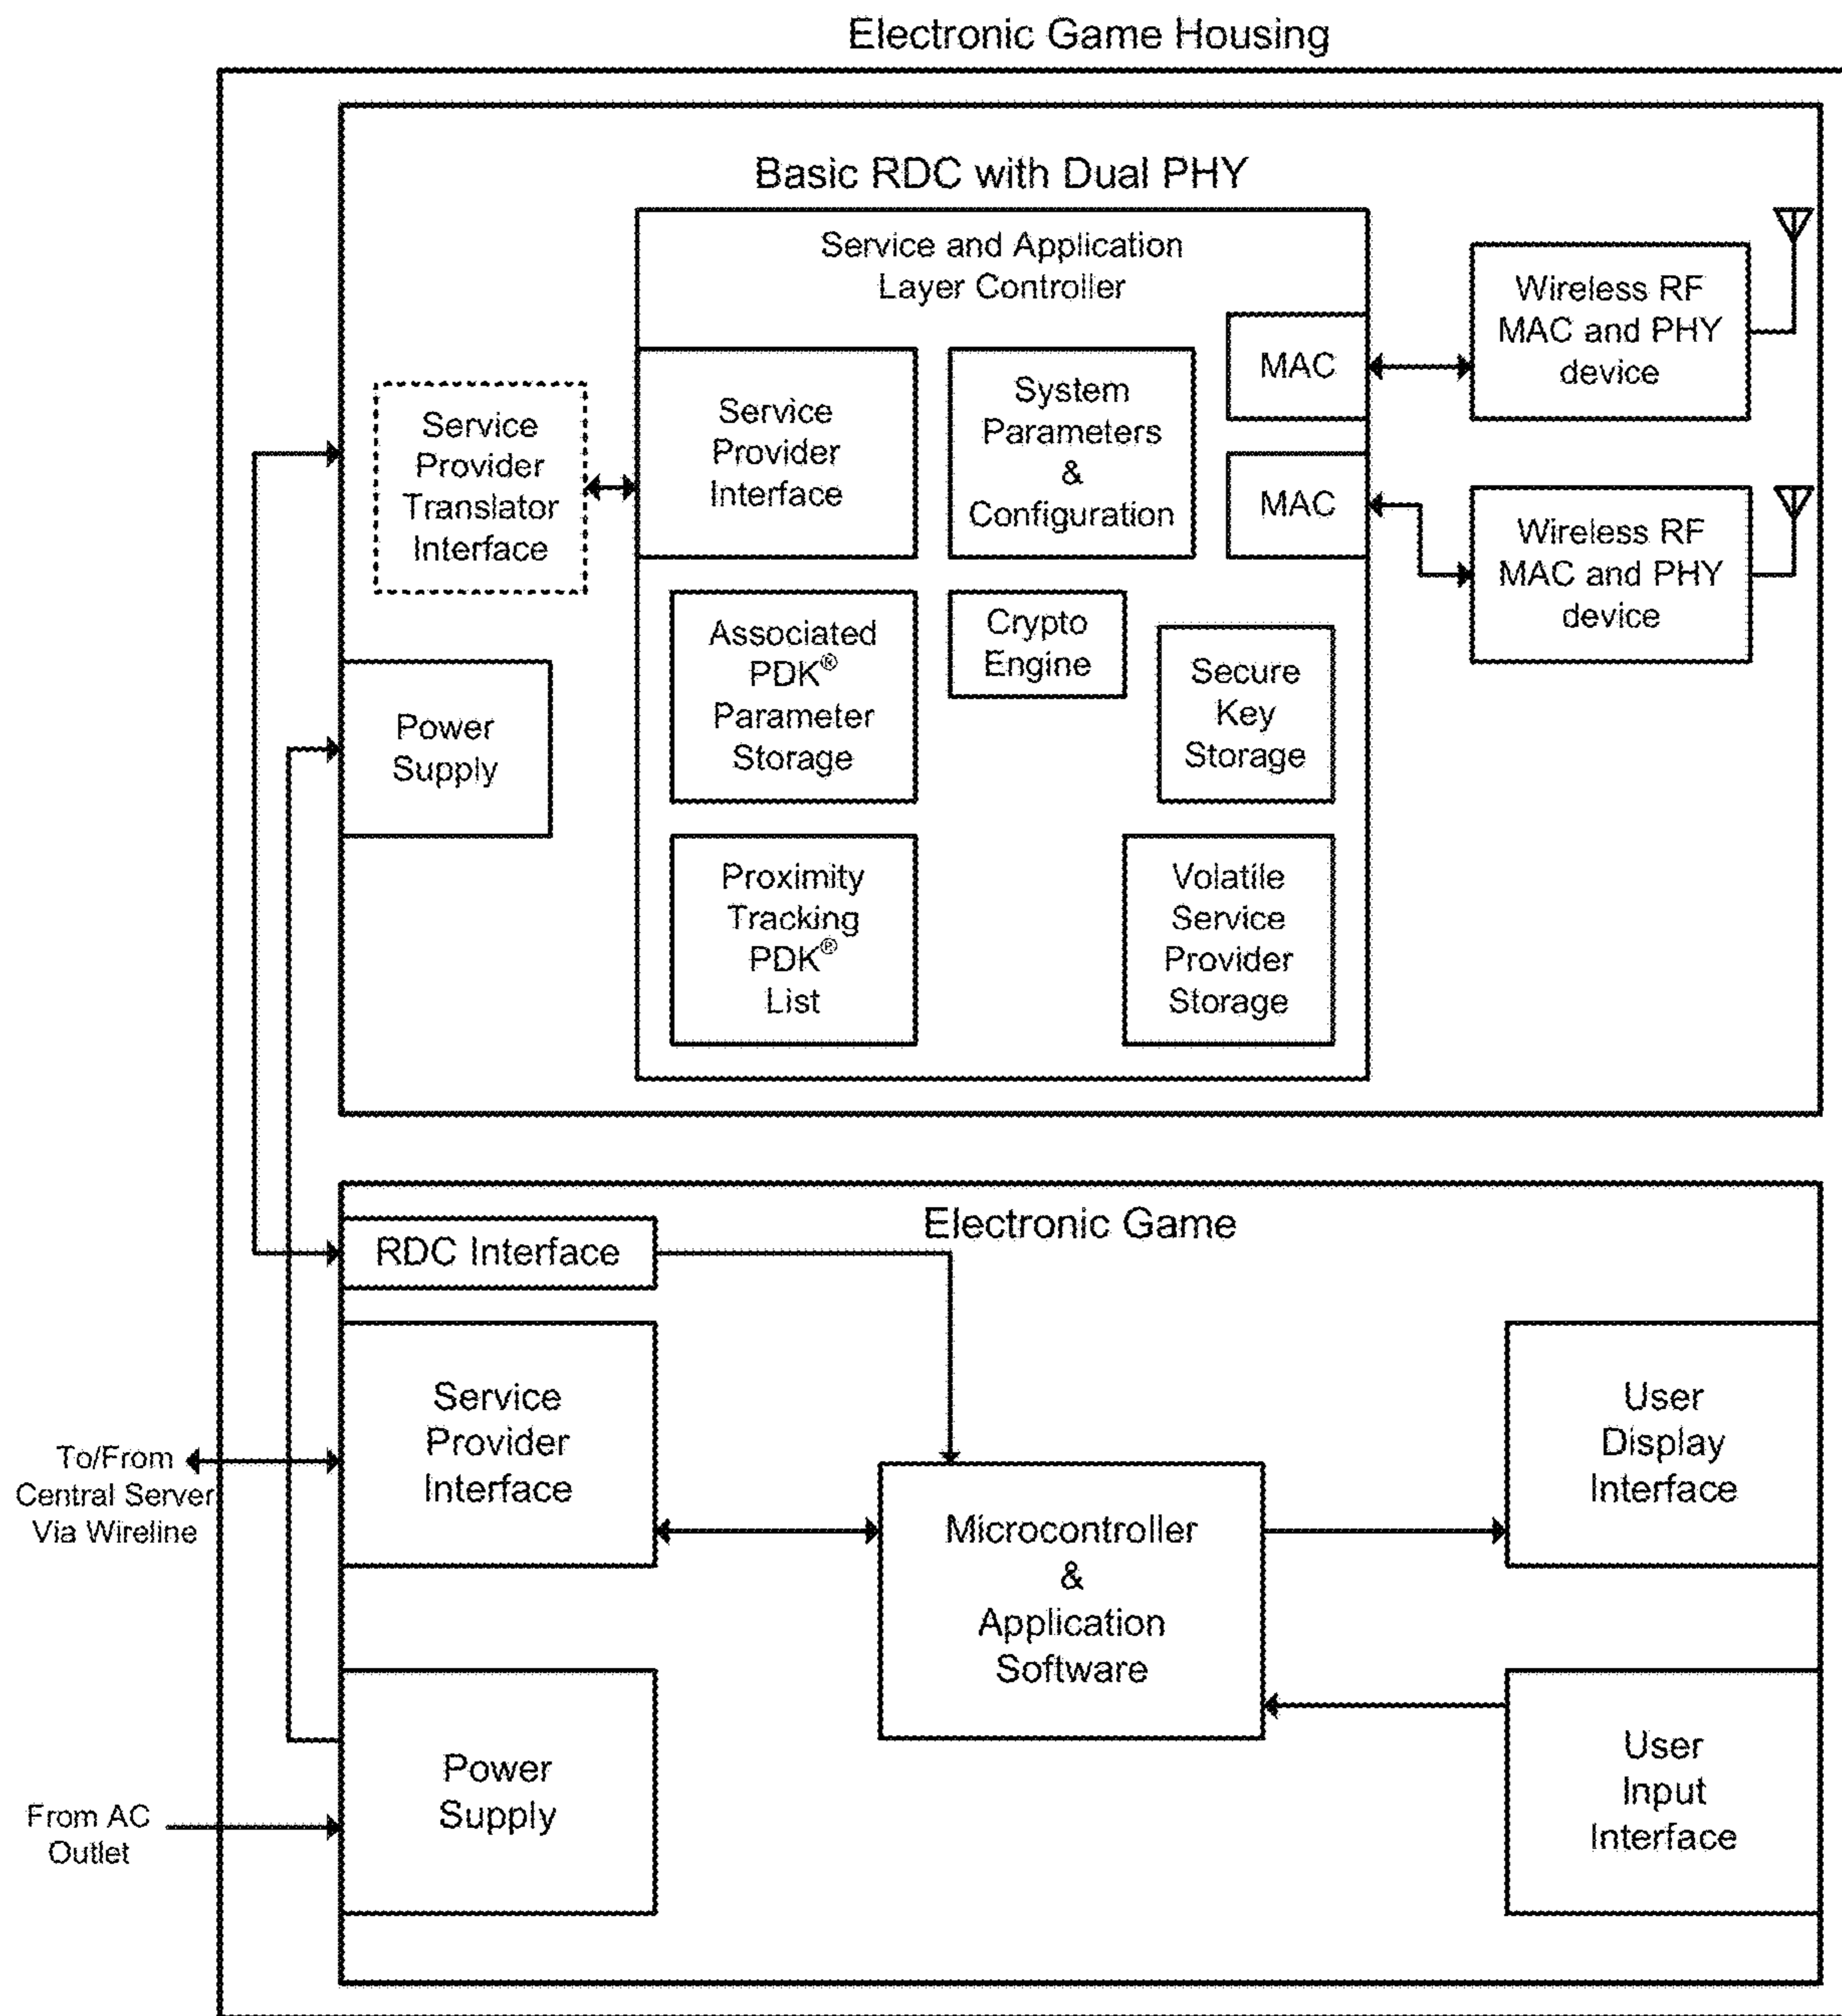 Electronic Game Housing
Basic RDC with Dual PHY
Service and Application
Layer Controller
Service
Provider
Translator
Interface
Service
Provider
Interface
System
Parameters
&
Configuration
MAC
MAC
Wireless RF
MAC and PHY
device
Wireless RF
MAC and PHY
device
Power
Supply
Associated
PDK®
Parameter
Storage
Crypto
Engine
Secure
Key
Storage
Proximity
Tracking
PDK®
List
Volatile
Service
Provider
Storage
Electronic Game
RDC Interface
Service
Provider
Interface
To/From
Central Server
Via Wireline
Microcontroller
&
Application
Software
User
Display
Interface
Power
Supply
From AC
Outlet
User
Input
Interface